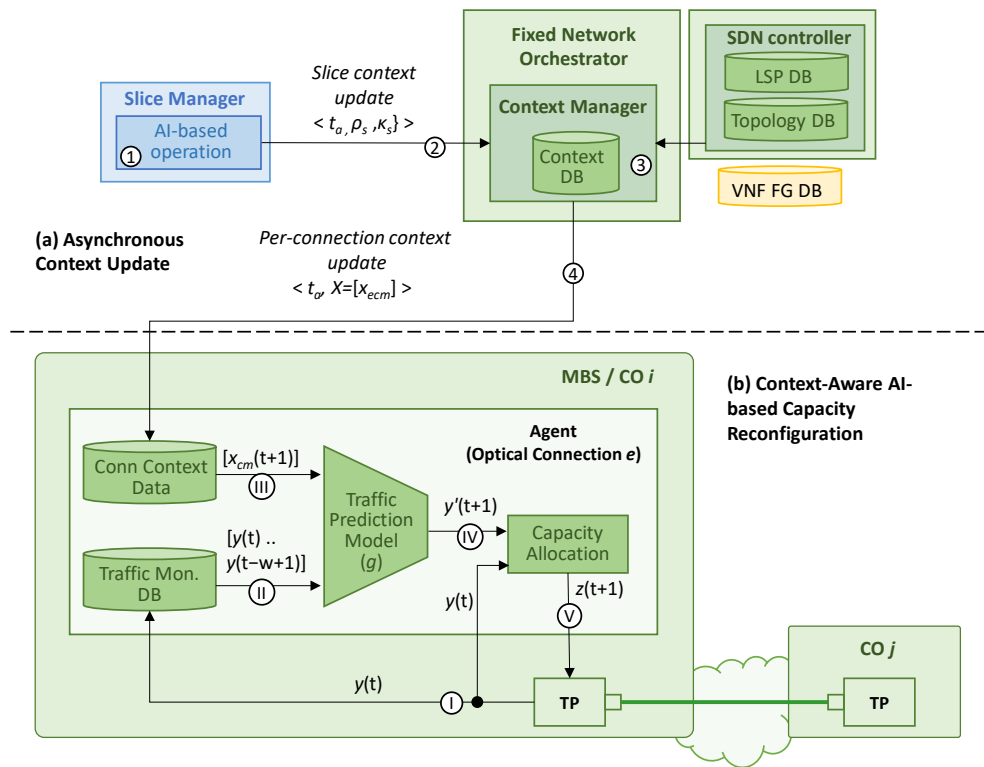 Slice Manager
AI-based
operation
1
Slice context
update
< tₐ , ρₛ ,κₛ} >
2
Fixed Network
Orchestrator
Context Manager
Context
DB
3
SDN controller
LSP DB
Topology DB
VNF FG DB
(a) Asynchronous
Context Update
Per-connection context
update
< tₐ, X=[xₑ꜀ₘ] >
4
MBS / CO i
(b) Context-Aware AI-
based Capacity
Reconfiguration
Agent
(Optical Connection e)
Conn Context
Data
[x꜀ₘ(t+1)]
III
Traffic
Prediction
Model
(g)
y′(t+1)
IV
Capacity
Allocation
[y(t) ..
y(t−w+1)]
II
Traffic Mon.
DB
y(t)
z(t+1)
V
y(t)
I
TP
CO j
TP